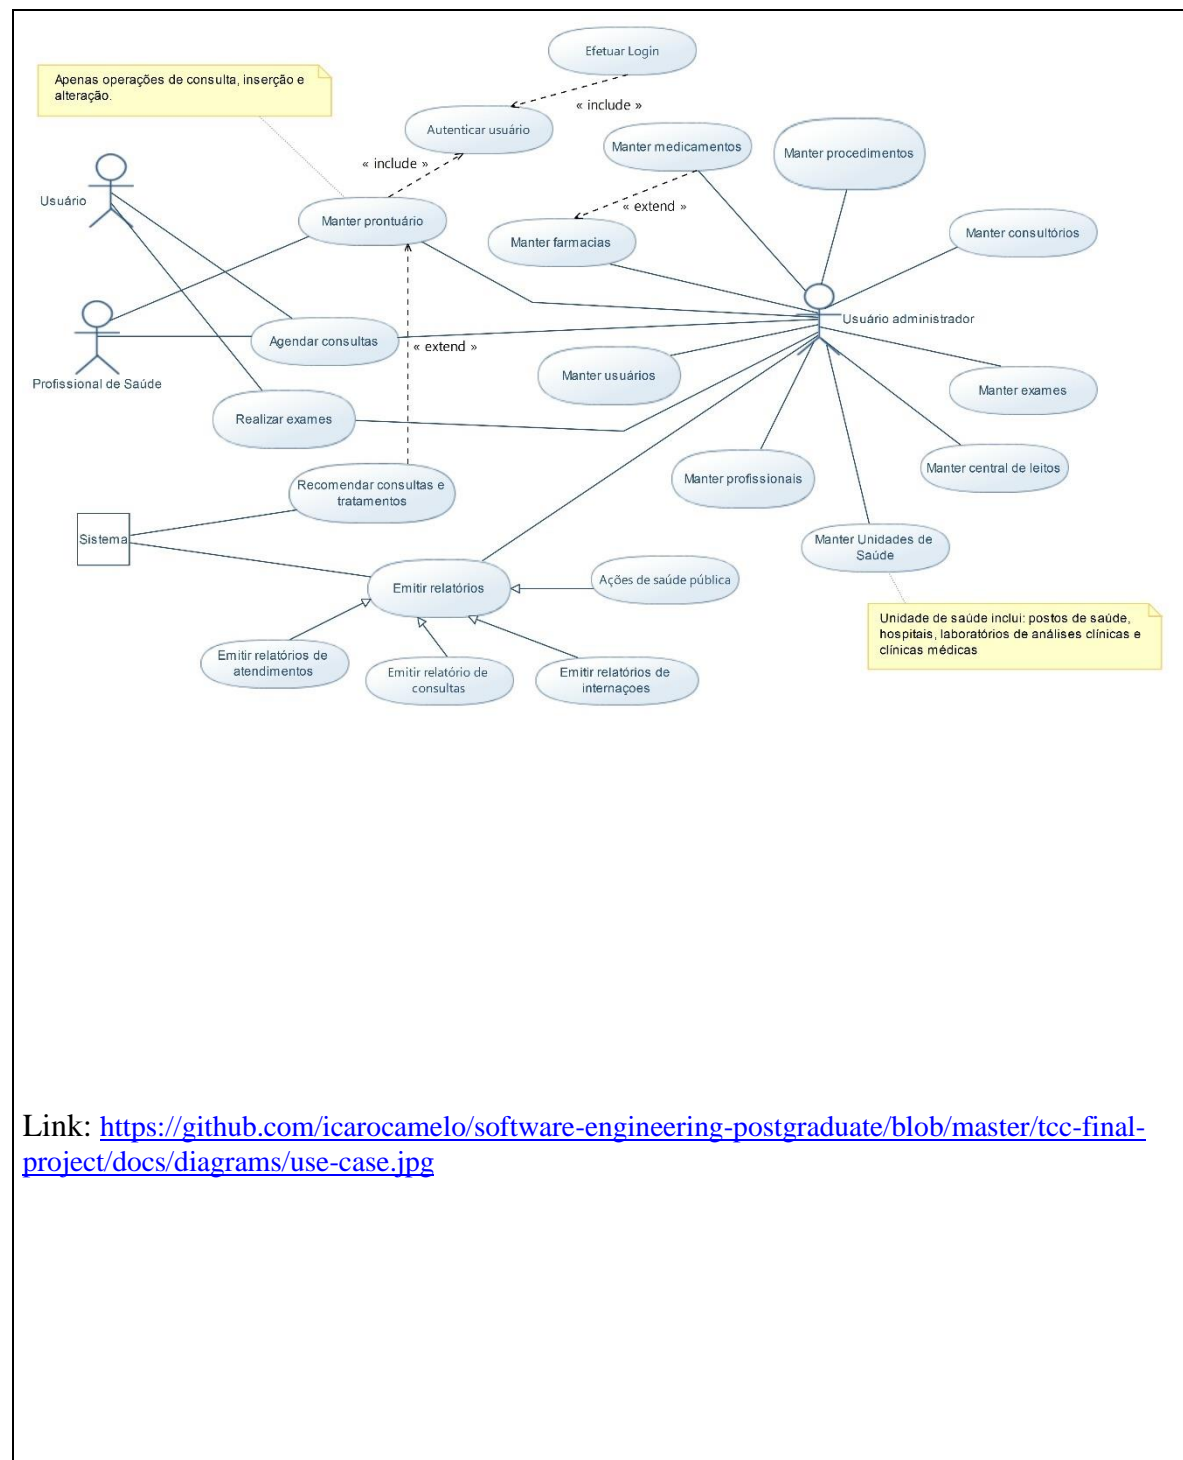 Efetuar Login
Apenas operações de consulta, inserção e
alteração.
« include »
Autenticar usuário
Manter medicamentos
Manter procedimentos
« include »
Usuário
« extend »
Manter prontuário
Manter farmacias
Manter consultórios
Usuário administrador
Agendar consultas
« extend »
Manter usuários
Profissional de Saúde
Manter exames
Realizar exames
Manter central de leitos
Manter profissionais
Recomendar consultas e
tratamentos
Sistema
Manter Unidades de
Saúde
Ações de saúde pública
Emitir relatórios
Unidade de saúde inclui: postos de saúde,
hospitais, laboratórios de análises clínicas e
clínicas médicas
Emitir relatórios de
atendimentos
Emitir relatório de
consultas
Emitir relatórios de
internaçoes
Link: https://github.com/icarocamelo/software-engineering-postgraduate/blob/master/tcc-final-
project/docs/diagrams/use-case.jpg